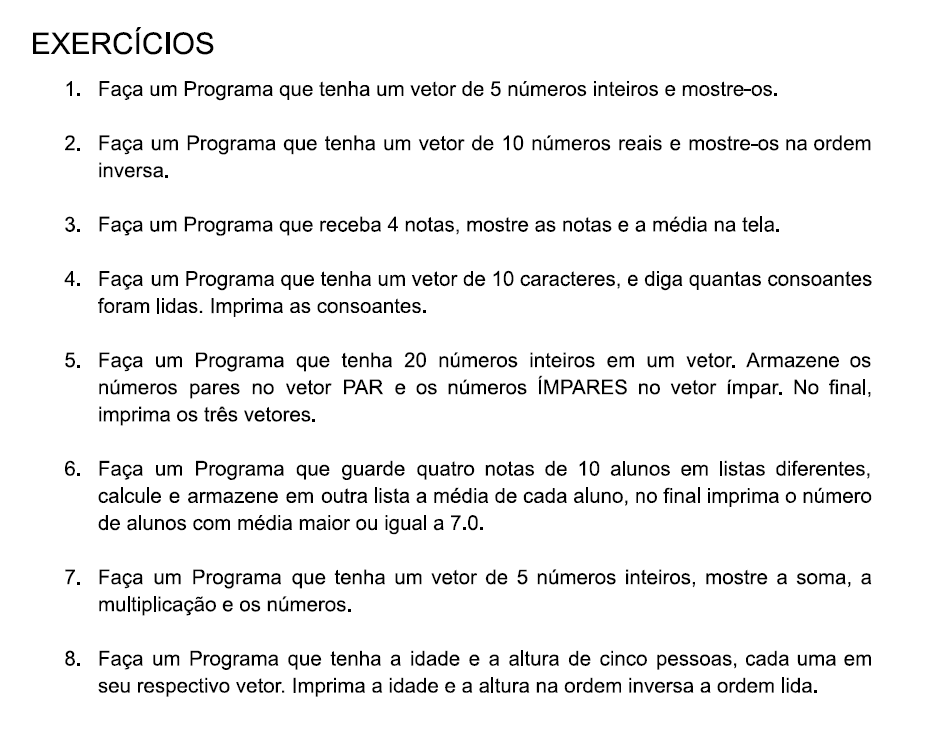 EXERCÍCIOS
1. Faça um Programa que tenha um vetor de 5 números inteiros e mostre-os.
2. Faça um Programa que tenha um vetor de 10 números reais e mostre-os na ordem
inversa.
3. Faça um Programa que receba 4 notas, mostre as notas e a média na tela.
4. Faça um Programa que tenha um vetor de 10 caracteres, e diga quantas consoantes
foram lidas. Imprima as consoantes.
5. Faça um Programa que tenha 20 números inteiros em um vetor. Armazene os
números pares no vetor PAR e os números ÍMPARES no vetor ímpar. No final,
imprima os três vetores.
6. Faça um Programa que guarde quatro notas de 10 alunos em listas diferentes,
calcule e armazene em outra lista a média de cada aluno, no final imprima o número
de alunos com média maior ou igual a 7.0.
7. Faça um Programa que tenha um vetor de 5 números inteiros, mostre a soma, a
multiplicação e os números.
8. Faça um Programa que tenha a idade e a altura de cinco pessoas, cada uma em
seu respectivo vetor. Imprima a idade e a altura na ordem inversa a ordem lida.